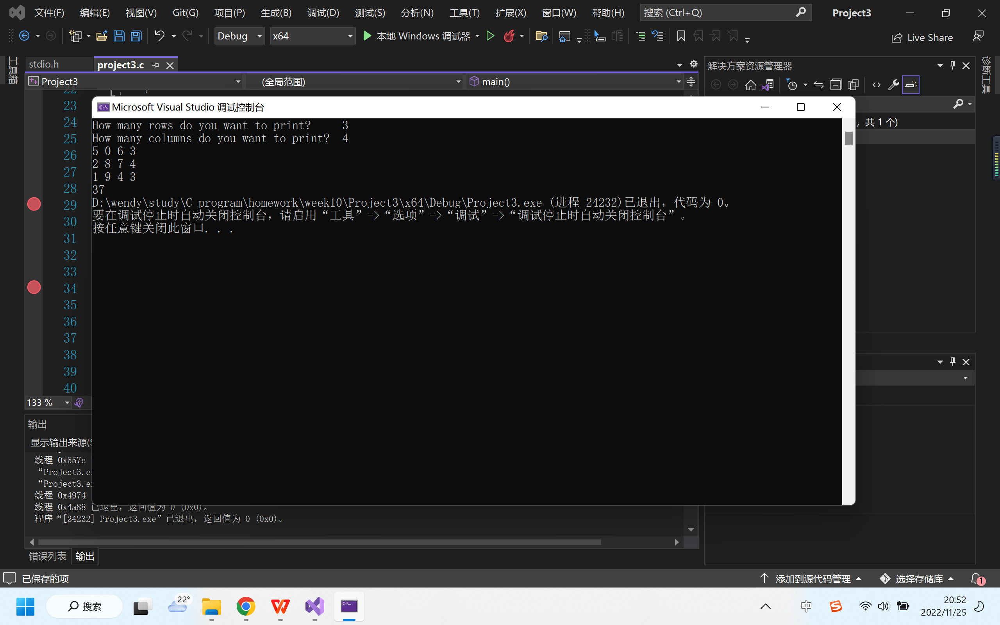 文件(F) 编辑(E) 视图(V) Git(G) 项目(P) 生成(B) 调试(D) 测试(S) 分析(N) 工具(T) 扩展(X) 窗口(W) 帮助(H) 搜索 (Ctrl+Q) Project3
Debug x64 本地 Windows 调试器 Live Share
工具箱
stdio.h project3.c
Project3 (全局范围) main()
解决方案资源管理器
诊断工具
22
23
24
25
26
27
28
29
30
31
32
33
34
35
36
37
38
39
40
Microsoft Visual Studio 调试控制台
How many rows do you want to print? 3
How many columns do you want to print? 4
5 0 6 3
2 8 7 4
1 9 4 3
37
D:\wendy\study\C program\homework\week10\Project3\x64\Debug\Project3.exe (进程 24232)已退出，代码为 0。
要在调试停止时自动关闭控制台，请启用“工具”->“选项”->“调试”->“调试停止时自动关闭控制台”。
按任意键关闭此窗口. . .
，共 1 个)
133 %
输出
显示输出来源(S
线程 0x557c
“Project3.ex
“Project3.ex
线程 0x4974
线程 0x4a88 已退出，返回值为 0 (0x0)。
程序“[24232] Project3.exe”已退出，返回值为 0 (0x0)。
错误列表 输出
已保存的项 添加到源代码管理 选择存储库 1
搜索 22° 中 20:52
2022/11/25